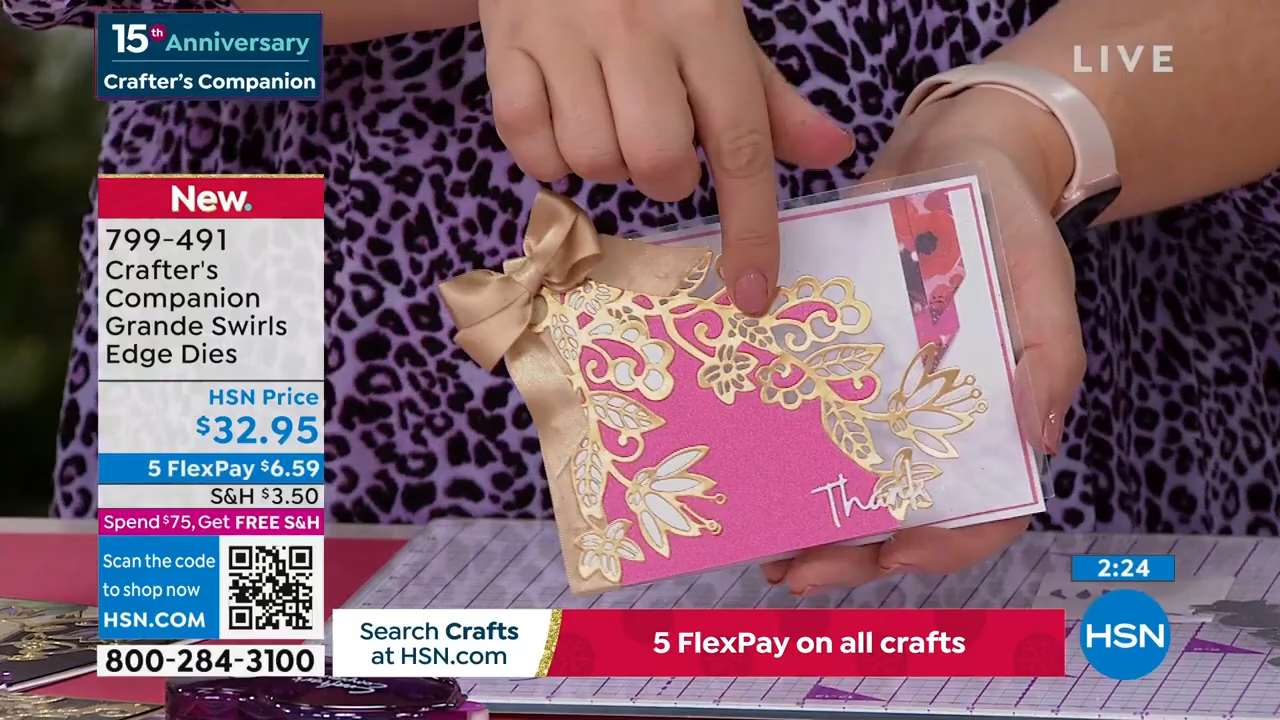 15th Anniversary
Crafter's Companion
LIVE
New.
799-491
Crafter's
Companion
Grande Swirls
Edge Dies
HSN Price
$32.95
5 FlexPay $6.59
S&H $3.50
Spend $75, Get FREE S&H
Scan the code
to shop now
HSN.COM
800-284-3100
Thank
2:24
Search Crafts
at HSN.com
5 FlexPay on all crafts
HSN